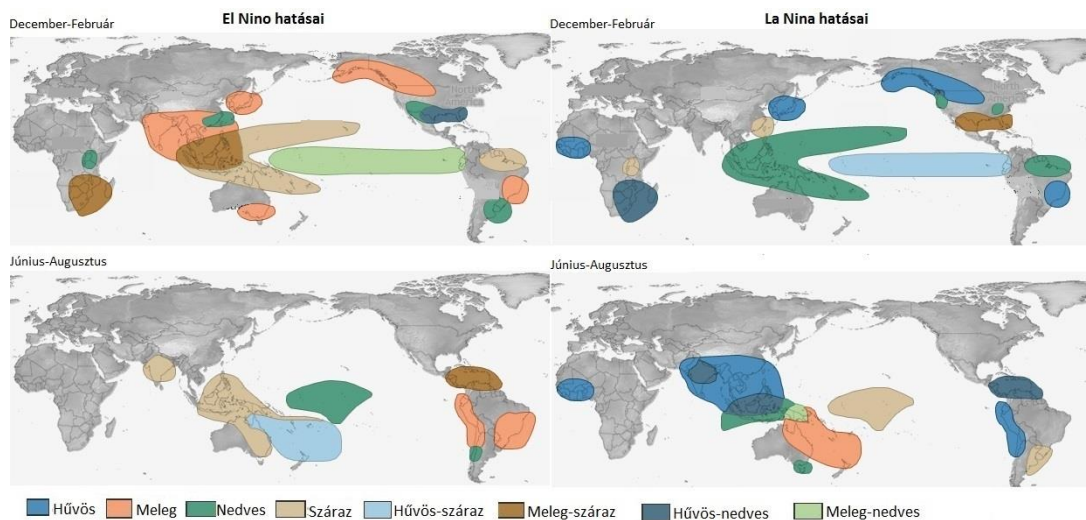 El Nino hatásai
La Nina hatásai
December-Február
December-Február
Június-Augusztus
Június-Augusztus
Hűvös
Meleg
Nedves
Száraz
Hűvös-száraz
Meleg-száraz
Hűvös-nedves
Meleg-nedves